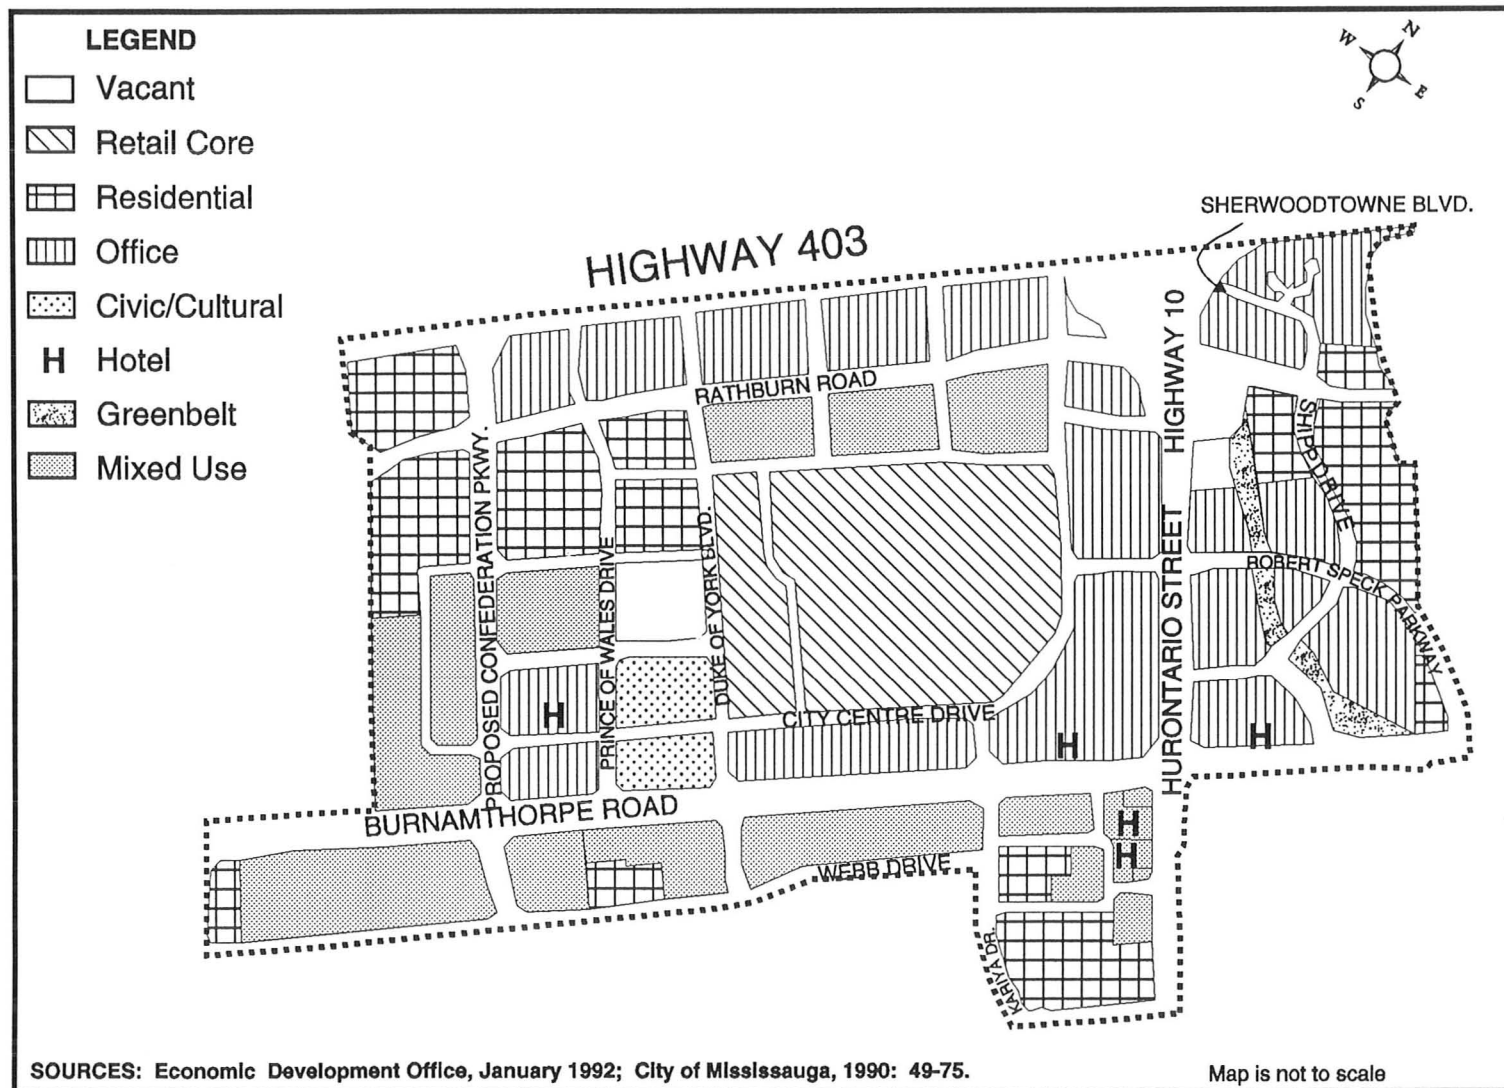 LEGEND
Vacant
Retail Core
Residential
Office
Civic/Cultural
H Hotel
Greenbelt
Mixed Use
N
W
E
S
SHERWOODTOWNE BLVD.
HIGHWAY 403
HIGHWAY 10
RATHBURN ROAD
SHIPP DRIVE
PROPOSED CONFEDERATION PKWY.
PRINCE OF WALES DRIVE
DUKE OF YORK BLVD.
HURONTARIO STREET
ROBERT SPECK PARKWAY
CITY CENTRE DRIVE
H
H
H
BURNAMTHORPE ROAD
H
H
WEBB DRIVE
KARIYA DR.
SOURCES: Economic Development Office, January 1992; City of Mississauga, 1990: 49-75.
Map is not to scale